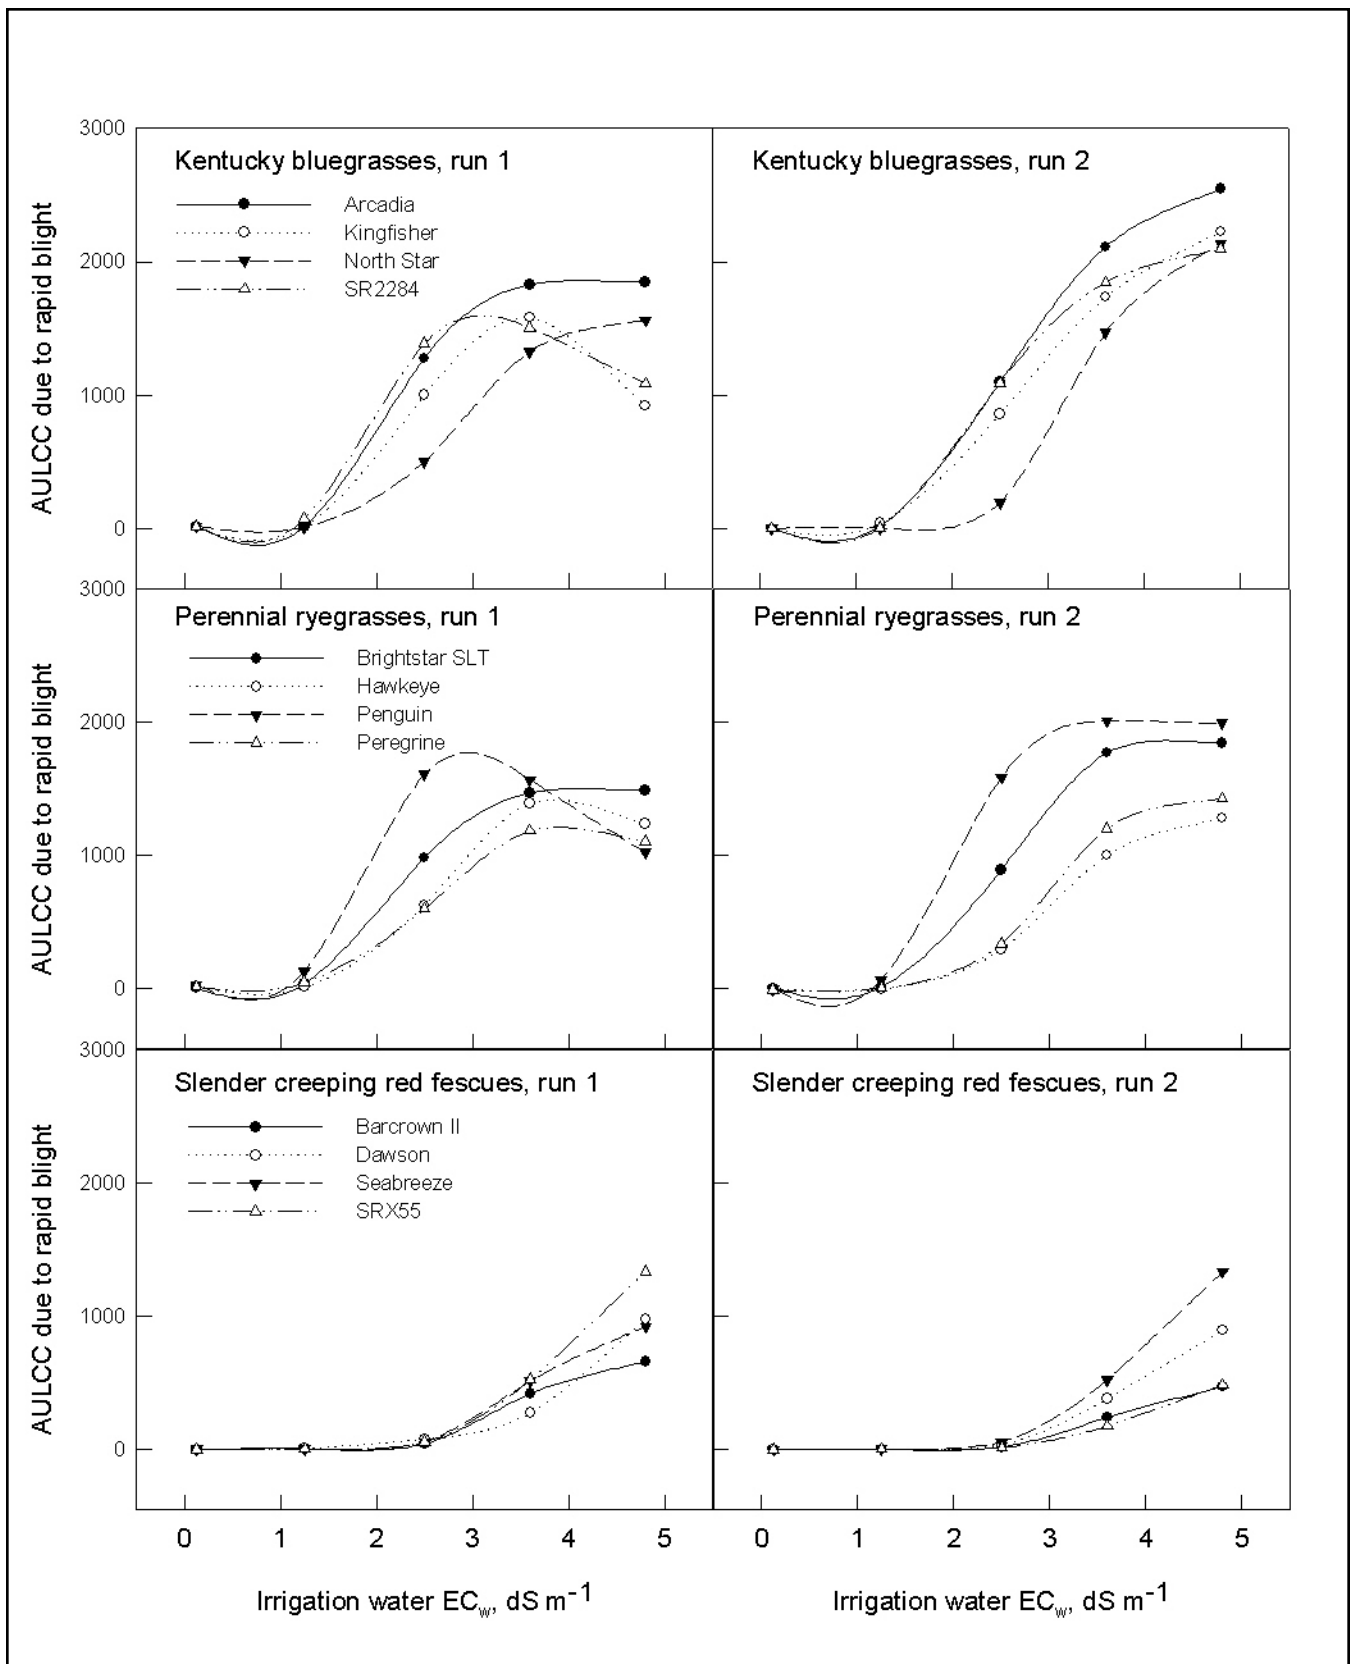 3000
Kentucky bluegrasses, run 1
Kentucky bluegrasses, run 2
Arcadia
Kingfisher
North Star
SR2284
2000
1000
0
AULCC due to rapid blight
3000
Perennial ryegrasses, run 1
Perennial ryegrasses, run 2
Brightstar SLT
Hawkeye
Penguin
Peregrine
2000
1000
0
AULCC due to rapid blight
3000
Slender creeping red fescues, run 1
Slender creeping red fescues, run 2
Barcrown II
Dawson
Seabreeze
SRX55
2000
1000
0
AULCC due to rapid blight
0 1 2 3 4 5
0 1 2 3 4 5
Irrigation water ECw, dS m-1
Irrigation water ECw, dS m-1